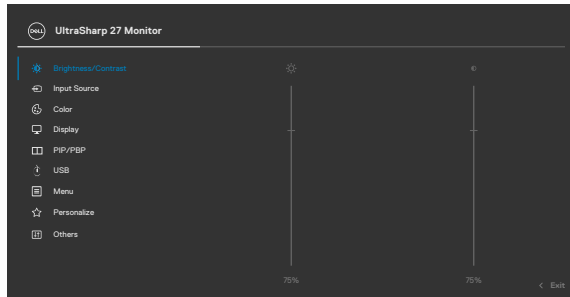 DELL UltraSharp 27 Monitor
Brightness/Contrast
Input Source
Color
Display
PIP/PBP
USB
Menu
Personalize
Others
75% 75%
Exit